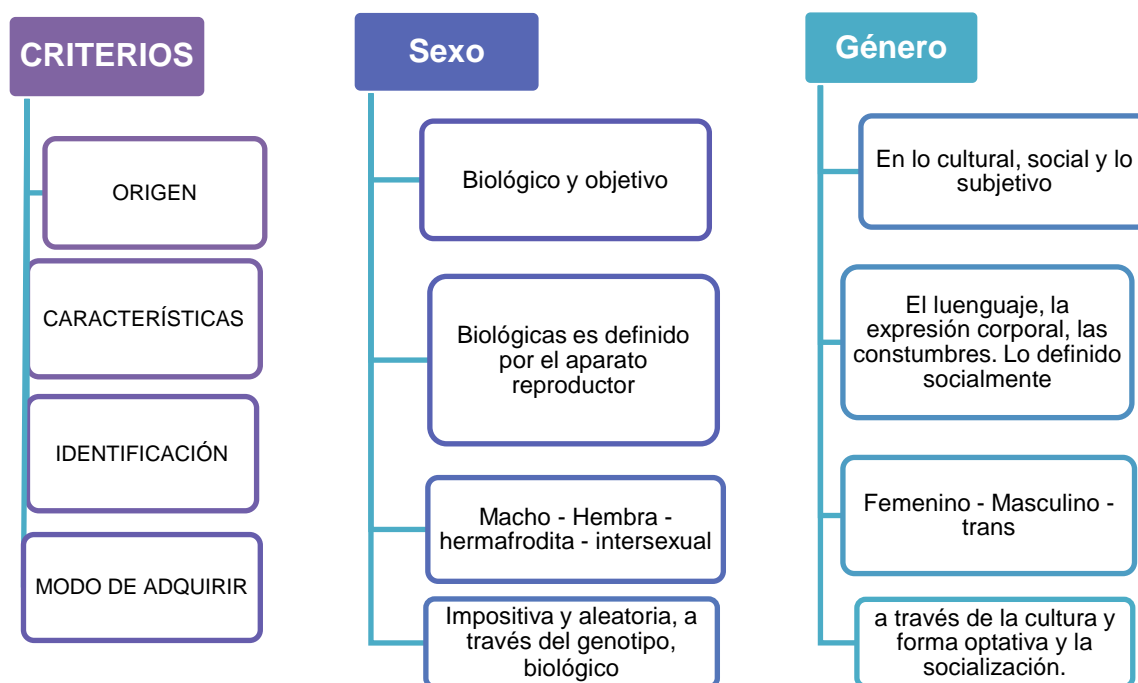 CRITERIOS
ORIGEN
CARACTERÍSTICAS
IDENTIFICACIÓN
MODO DE ADQUIRIR
Sexo
Biológico y objetivo
Biológicas es definido
por el aparato
reproductor
Macho - Hembra -
hermafrodita - intersexual
Impositiva y aleatoria, a
través del genotipo,
biológico
Género
En lo cultural, social y lo
subjetivo
El luenguaje, la
expresión corporal, las
constumbres. Lo definido
socialmente
Femenino - Masculino -
trans
a través de la cultura y
forma optativa y la
socialización.